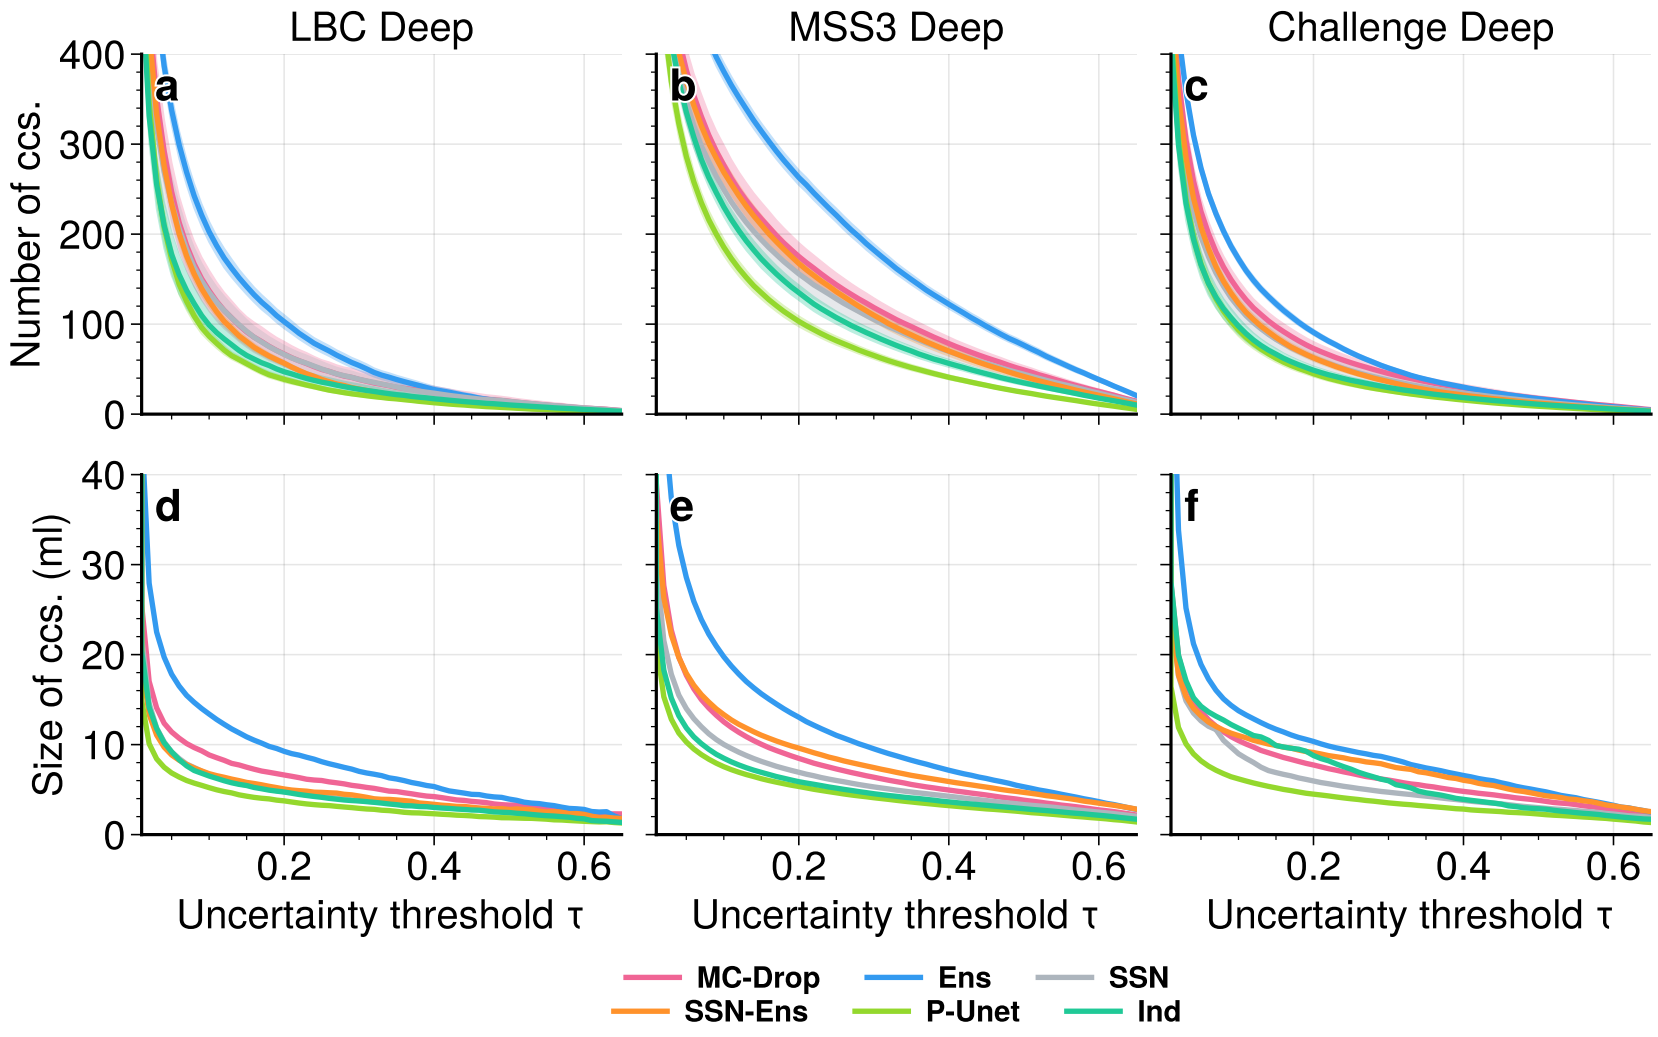 LBC Deep MSS3 Deep Challenge Deep
Number of ccs.
400
300
200
100
0
a b c
Size of ccs. (ml)
40
30
20
10
0
d e f
0.2 0.4 0.6 0.2 0.4 0.6 0.2 0.4 0.6
Uncertainty threshold τ Uncertainty threshold τ Uncertainty threshold τ
MC-Drop Ens SSN
SSN-Ens P-Unet Ind